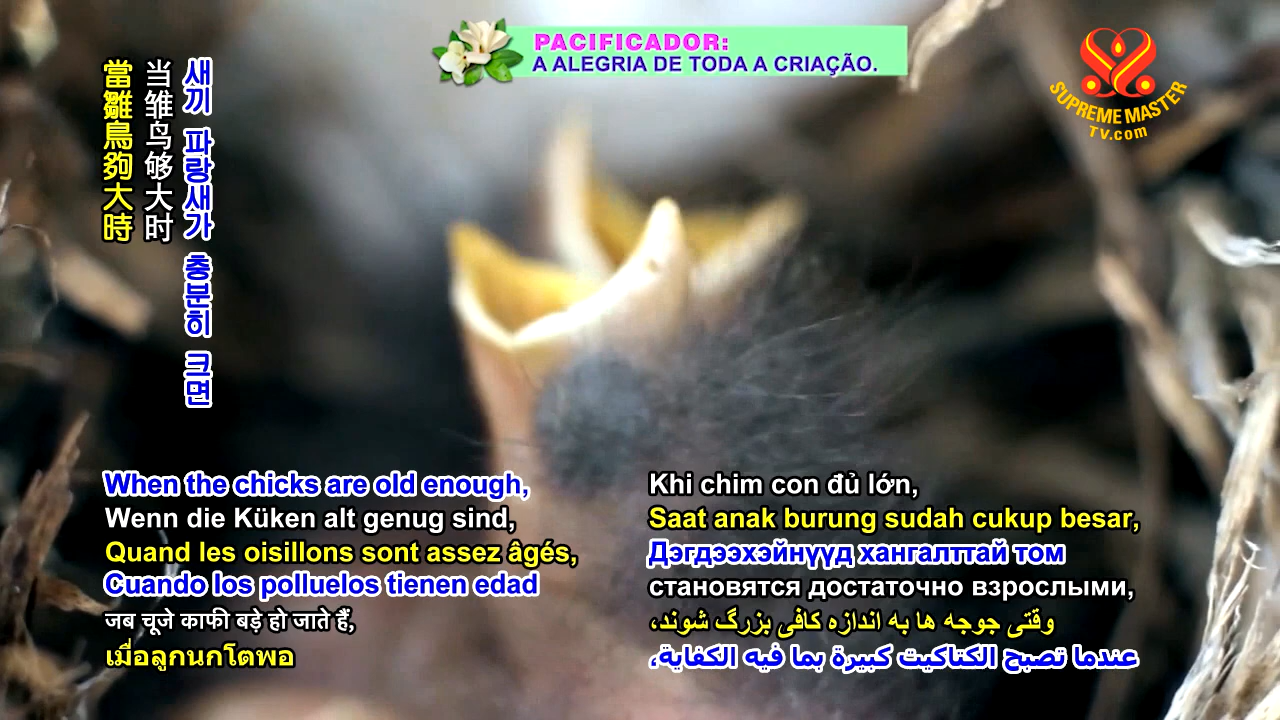 PACIFICADOR:
A ALEGRIA DE TODA A CRIAÇÃO.
SUPREME MASTER
TV.com
새끼 파랑새가 충분히 크면
当雏鸟够大时
當雛鳥夠大時
When the chicks are old enough,
Wenn die Küken alt genug sind,
Quand les oisillons sont assez âgés,
Cuando los polluelos tienen edad
जब चूजे काफी बड़े हो जाते हैं,
เมื่อลูกนกโตพอ
Khi chim con đủ lớn,
Saat anak burung sudah cukup besar,
Дэгдээхэйнүүд хангалттай том
становятся достаточно взрослыми,
وقتی جوجه ها به اندازه کافی بزرگ شوند،
عندما تصبح الكتاكيت كبيرة بما فيه الكفاية،